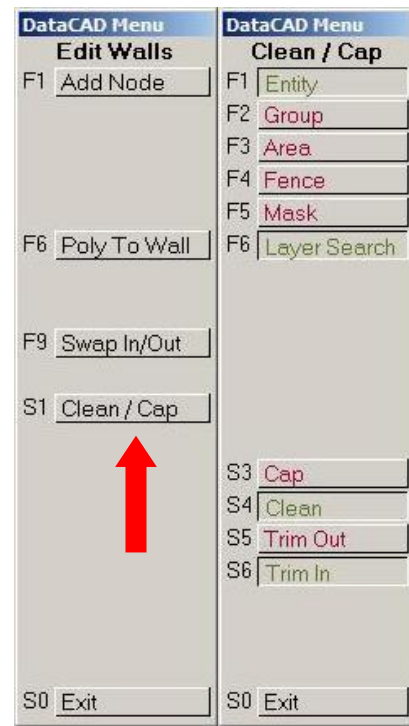 DataCAD Menu
Edit Walls
F1 Add Node
F6 Poly To Wall
F9 Swap In/Out
S1 Clean / Cap
S0 Exit
DataCAD Menu
Clean / Cap
F1 Entity
F2 Group
F3 Area
F4 Fence
F5 Mask
F6 Layer Search
S3 Cap
S4 Clean
S5 Trim Out
S6 Trim In
S0 Exit